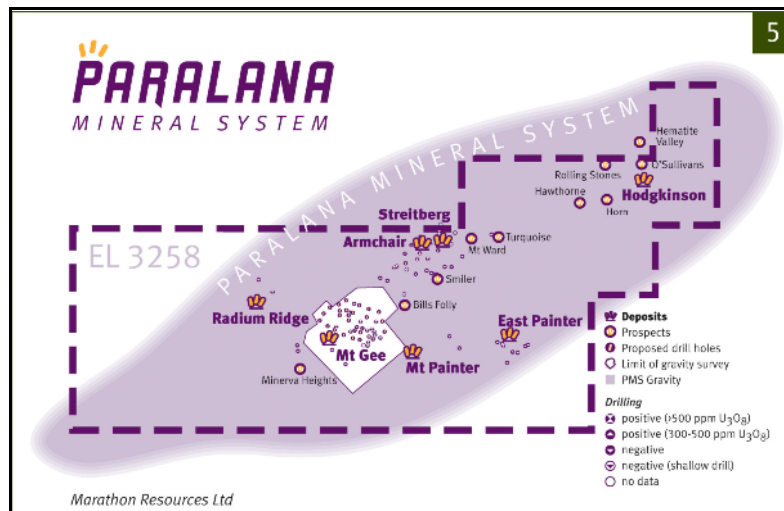 5
PARALANA
MINERAL SYSTEM
PARALANA MINERAL SYSTEM
Hematite
Valley
O'Sullivans
Rolling Stones
Hodgkinson
Hawthorne
Horn
Streitberg
Armchair
Turquoise
Mt Ward
EL 3258
Smiler
Radium Ridge
Bills Folly
East Painter
Mt Gee
Mt Painter
Minerva Heights
Deposits
Prospects
Proposed drill holes
Limit of gravity survey
PMS Gravity
Drilling
positive (>500 ppm U₃O₈)
positive (300-500 ppm U₃O₈)
negative
negative (shallow drill)
no data
Marathon Resources Ltd